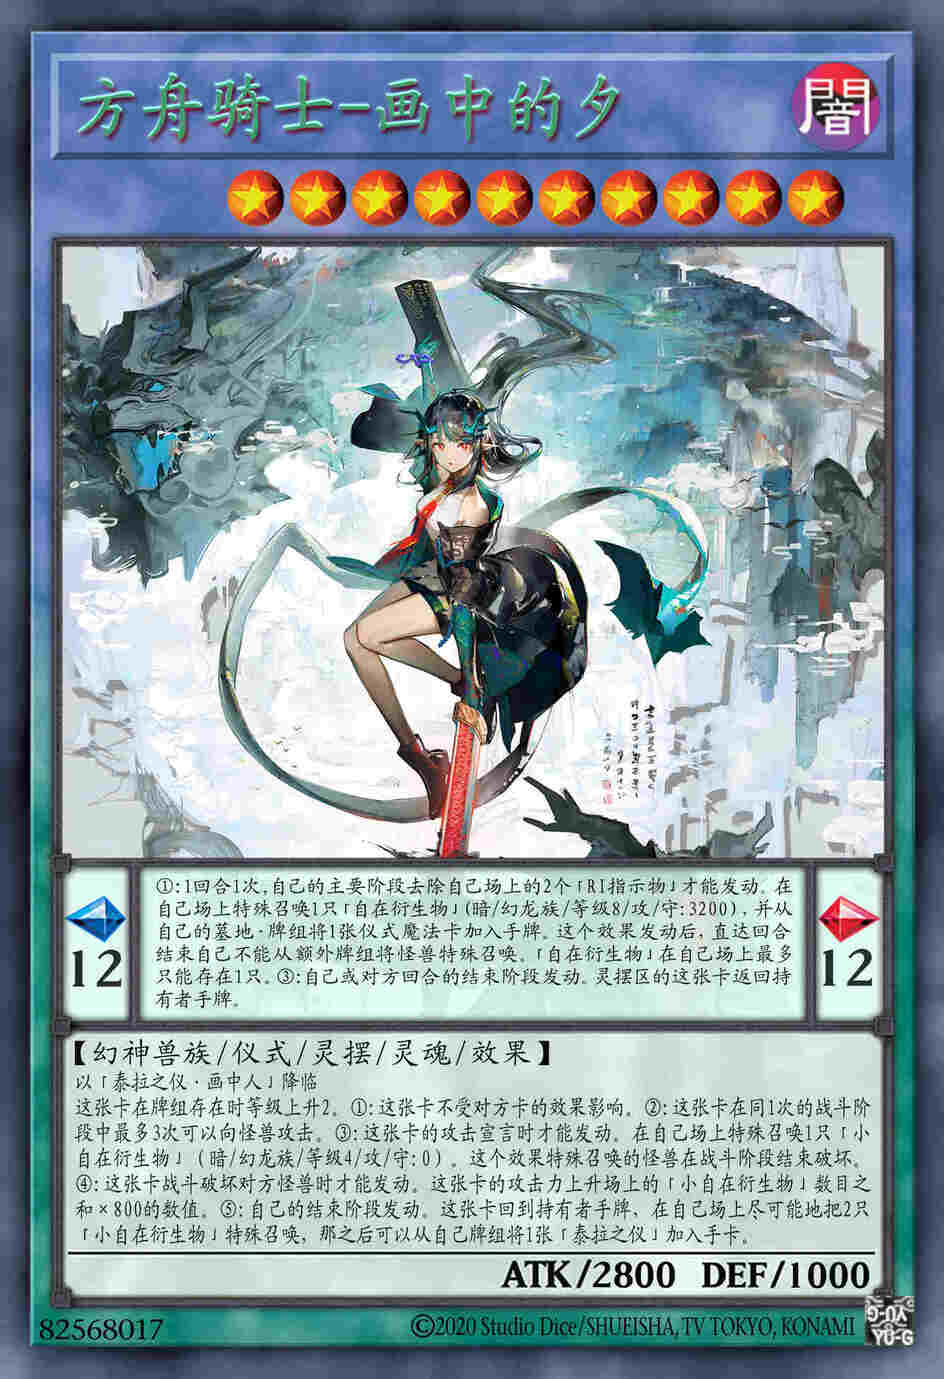 方舟骑士-画中的夕
闇
①:1回合1次,自己的主要阶段去除自己场上的2个「RI指示物」才能发动。在
自己场上特殊召唤1只「自在衍生物」(暗/幻龙族/等级8/攻/守:3200),并从
自己的墓地·牌组将1张仪式魔法卡加入手牌。这个效果发动后,直达回合
结束自己不能从额外牌组将怪兽特殊召唤。「自在衍生物」在自己场上最多
只能存在1只。③:自己或对方回合的结束阶段发动。灵摆区的这张卡返回持
有者手牌。
12
12
【幻神兽族/仪式/灵摆/灵魂/效果】
以「泰拉之仪·画中人」降临
这张卡在牌组存在时等级上升2。①:这张卡不受对方卡的效果影响。②:这张卡在同1次的战斗阶
段中最多3次可以向怪兽攻击。③:这张卡的攻击宣言时才能发动。在自己场上特殊召唤1只「小
自在衍生物」(暗/幻龙族/等级4/攻/守:0)。这个效果特殊召唤的怪兽在战斗阶段结束破坏。
④:这张卡战斗破坏对方怪兽时才能发动。这张卡的攻击力上升场上的「小自在衍生物」数目之
和×800的数值。⑤:自己的结束阶段发动。这张卡回到持有者手牌、在自己场上尽可能地把2只
「小自在衍生物」特殊召唤,那之后可以从自己牌组将1张「泰拉之仪」加入手卡。
ATK/2800 DEF/1000
82568017
©2020 Studio Dice/SHUEISHA, TV TOKYO, KONAMI